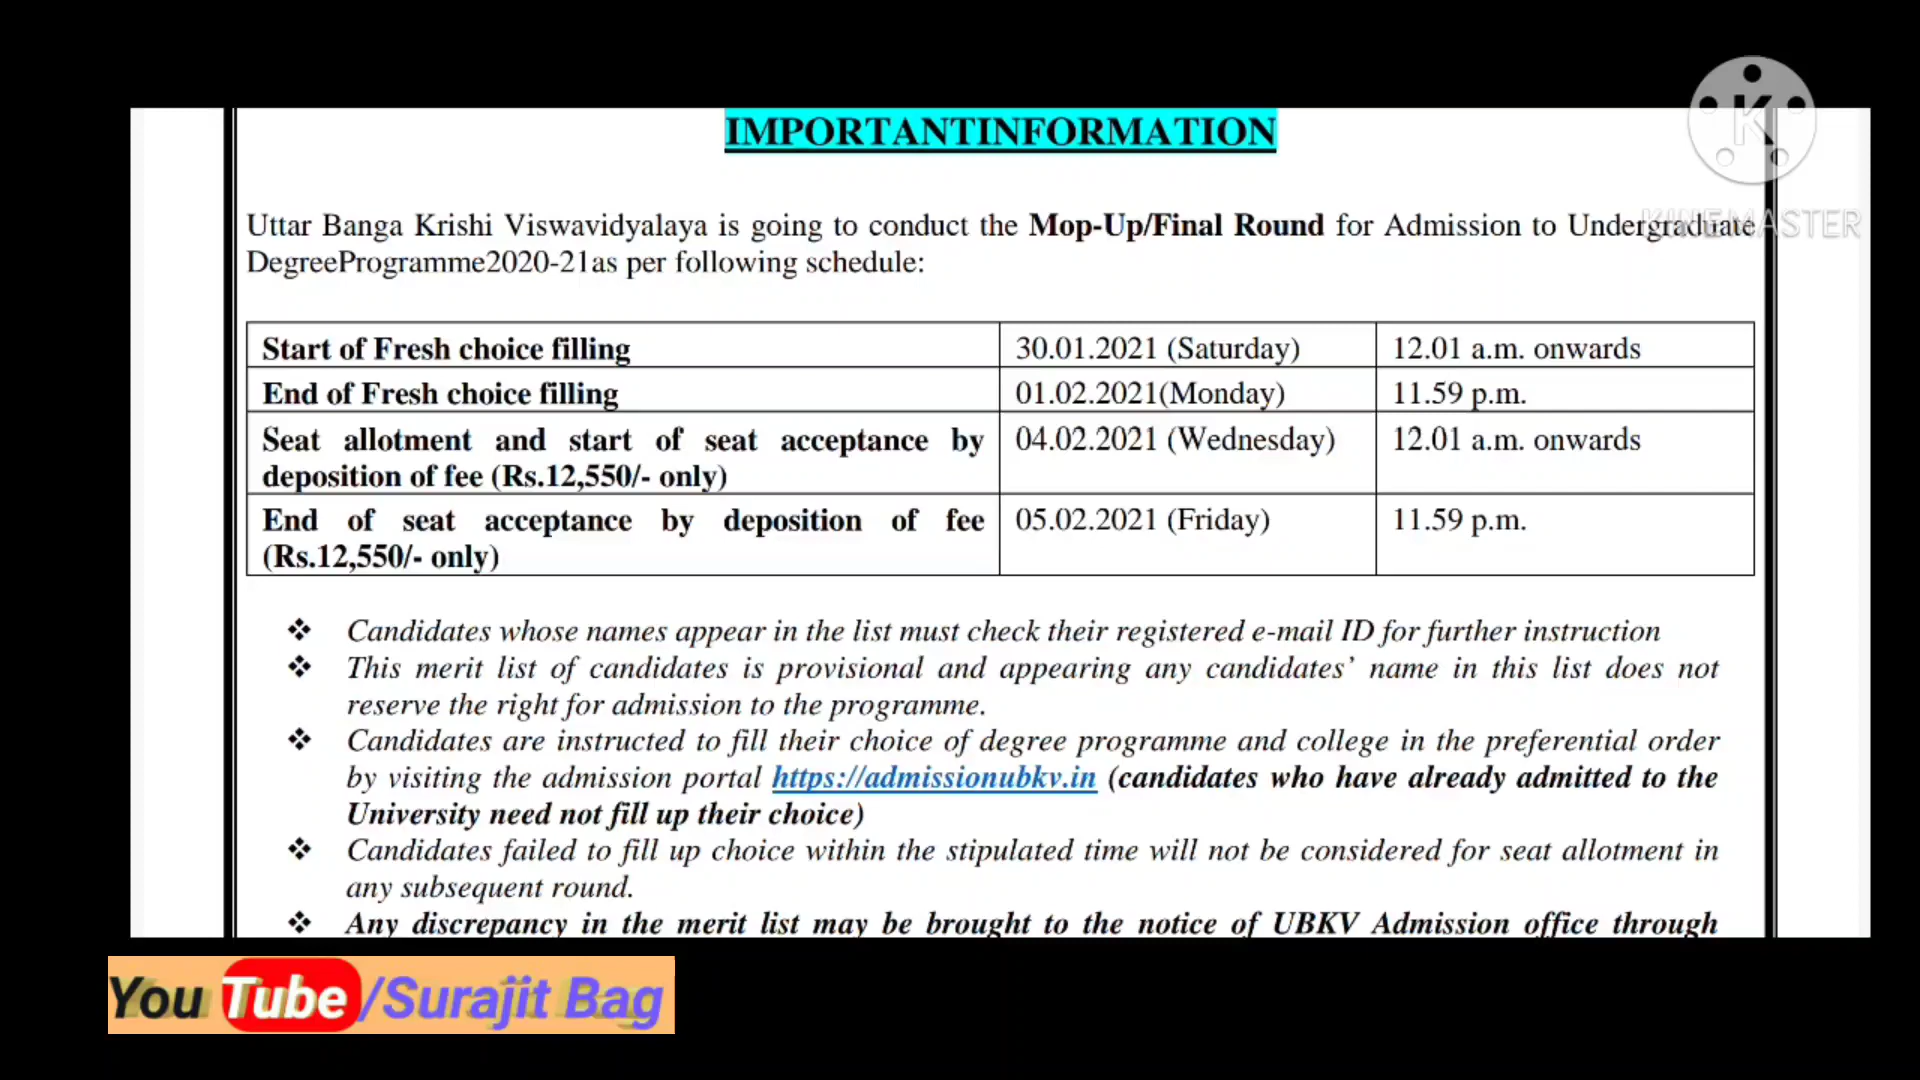 IMPORTANTINFORMATION
K
KINEMASTER
Uttar Banga Krishi Viswavidyalaya is going to conduct the Mop-Up/Final Round for Admission to Undergraduate
DegreeProgramme2020-21as per following schedule:
Start of Fresh choice filling 30.01.2021 (Saturday) 12.01 a.m. onwards
End of Fresh choice filling 01.02.2021(Monday) 11.59 p.m.
Seat allotment and start of seat acceptance by 04.02.2021 (Wednesday) 12.01 a.m. onwards
deposition of fee (Rs.12,550/- only)
End of seat acceptance by deposition of fee 05.02.2021 (Friday) 11.59 p.m.
(Rs.12,550/- only)
❖ Candidates whose names appear in the list must check their registered e-mail ID for further instruction
❖ This merit list of candidates is provisional and appearing any candidates’ name in this list does not
reserve the right for admission to the programme.
❖ Candidates are instructed to fill their choice of degree programme and college in the preferential order
by visiting the admission portal https://admissionubkv.in (candidates who have already admitted to the
University need not fill up their choice)
❖ Candidates failed to fill up choice within the stipulated time will not be considered for seat allotment in
any subsequent round.
❖ Any discrepancy in the merit list may be brought to the notice of UBKV Admission office through
You Tube/Surajit Bag